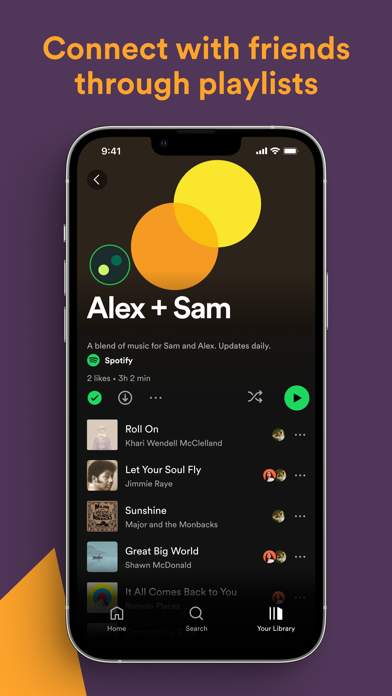 Connect with friends
through playlists
9:41
Alex + Sam
A blend of music for Sam and Alex. Updates daily.
Spotify
2 likes • 3h 2 min
Roll On
Khari Wendell McClelland
Let Your Soul Fly
Jimmie Raye
Sunshine
Major and the Monbacks
Great Big World
Shawn McDonald
It All Comes Back to You
Remote Places
Home
Search
Your Library